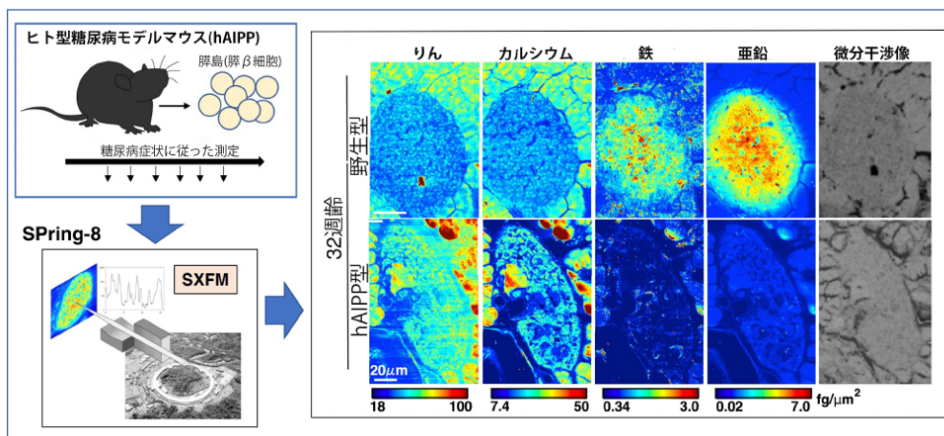 ヒト型糖尿病モデルマウス(hAIPP)
膵島(膵β細胞)
糖尿病症状に従った測定
SPring-8
SXFM
りん カルシウム 鉄 亜鉛 微分干渉像
32週齢
野生型
hAIPP型
20μm
18 100 7.4 50 0.34 3.0 0.02 7.0 fg/μm²